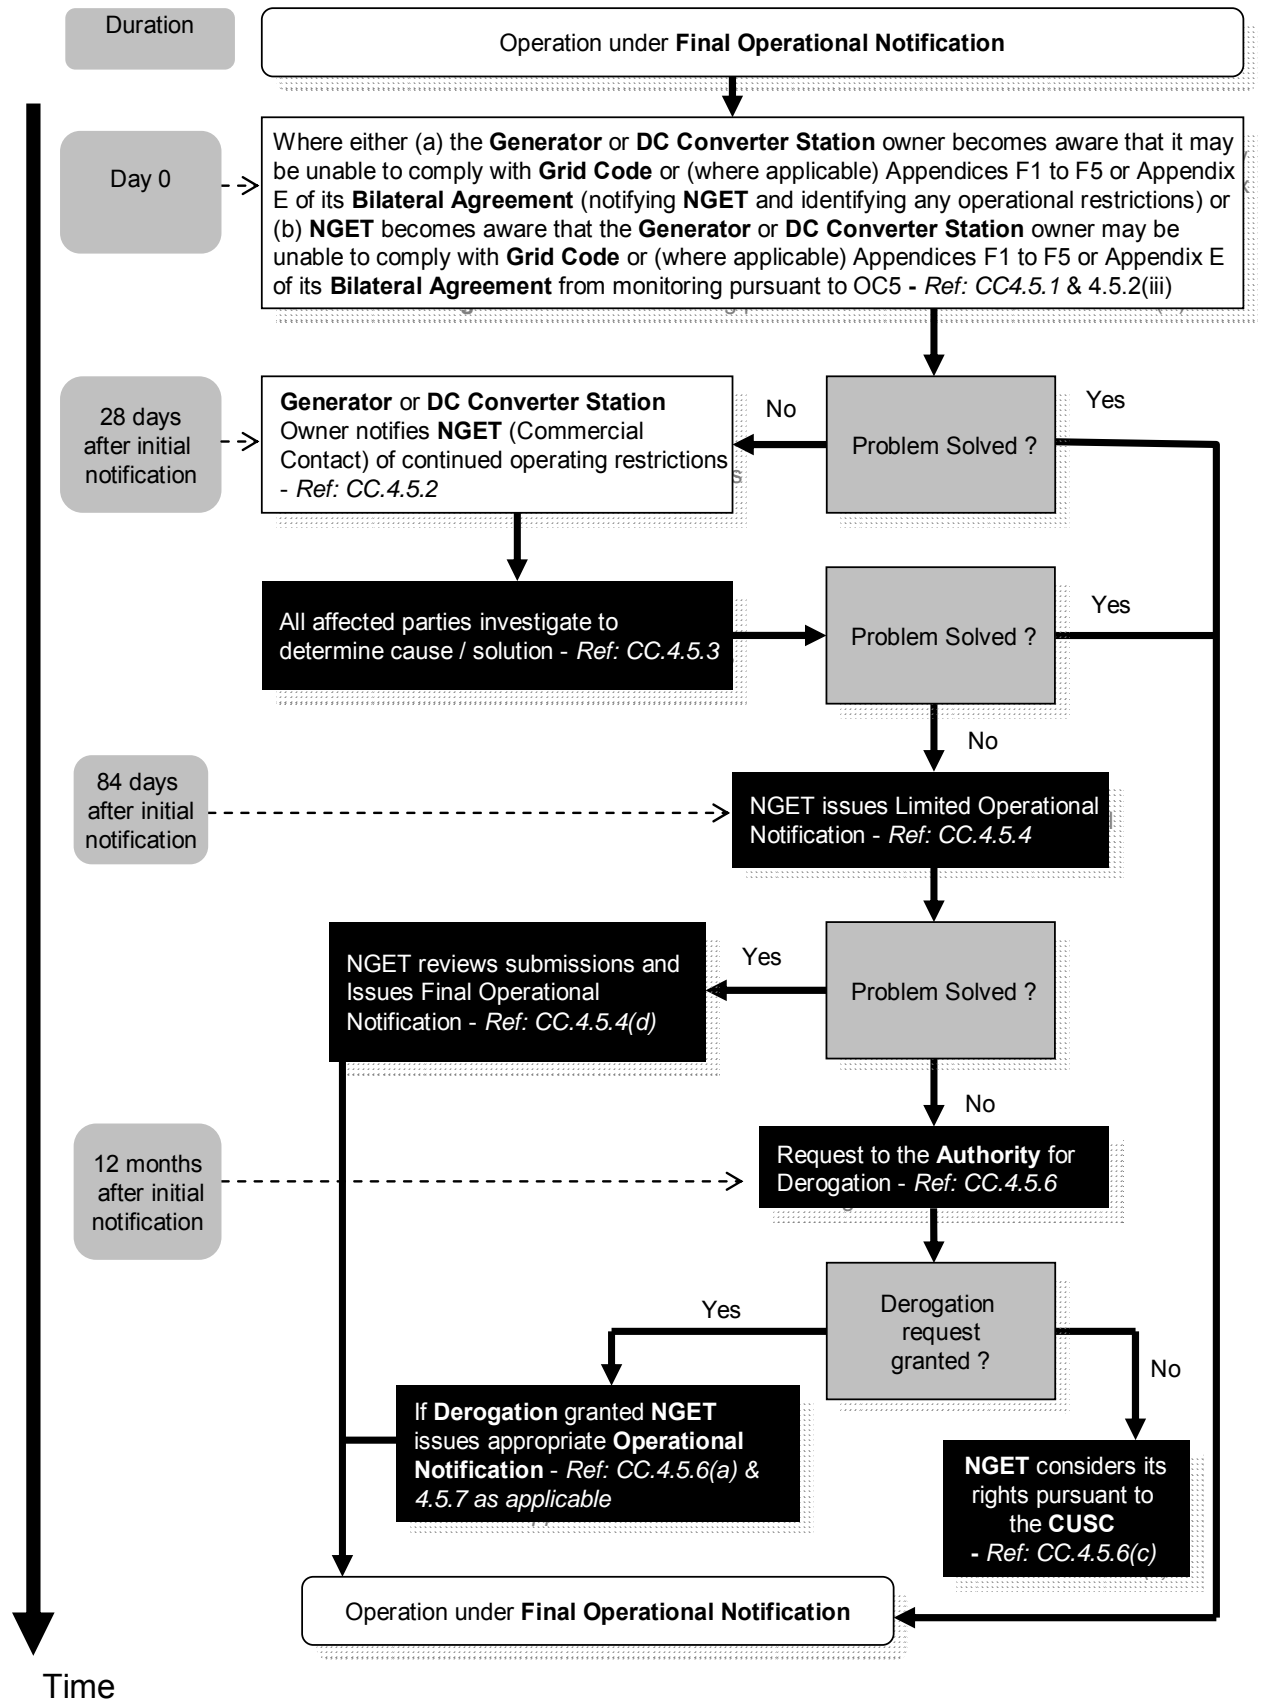 Duration
Operation under Final Operational Notification
Day 0
Where either (a) the Generator or DC Converter Station owner becomes aware that it may
be unable to comply with Grid Code or (where applicable) Appendices F1 to F5 or Appendix
E of its Bilateral Agreement (notifying NGET and identifying any operational restrictions) or
(b) NGET becomes aware that the Generator or DC Converter Station owner may be
unable to comply with Grid Code or (where applicable) Appendices F1 to F5 or Appendix E
of its Bilateral Agreement from monitoring pursuant to OC5 - Ref: CC4.5.1 & 4.5.2(iii)
28 days
after initial
notification
Generator or DC Converter Station
Owner notifies NGET (Commercial
Contact) of continued operating restrictions
- Ref: CC.4.5.2
No
Problem Solved ?
Yes
All affected parties investigate to
determine cause / solution - Ref: CC.4.5.3
Problem Solved ?
Yes
No
84 days
after initial
notification
NGET issues Limited Operational
Notification - Ref: CC.4.5.4
NGET reviews submissions and
Issues Final Operational
Notification - Ref: CC.4.5.4(d)
Yes
Problem Solved ?
No
12 months
after initial
notification
Request to the Authority for
Derogation - Ref: CC.4.5.6
Yes
Derogation
request
granted ?
No
If Derogation granted NGET
issues appropriate Operational
Notification - Ref: CC.4.5.6(a) &
4.5.7 as applicable
NGET considers its
rights pursuant to
the CUSC
- Ref: CC.4.5.6(c)
Operation under Final Operational Notification
Time